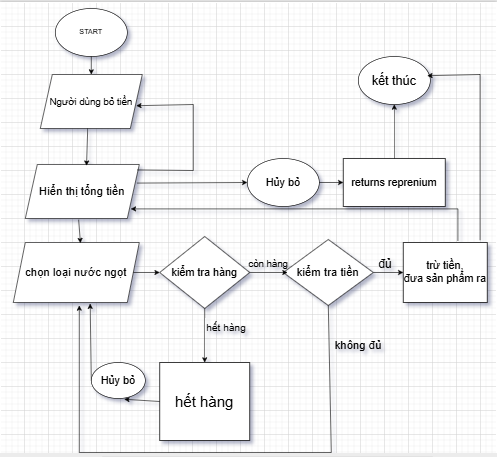 START
kết thúc
Người dùng bỏ tiền
Hiển thị tổng tiền
Hủy bỏ
returns reprenium
chọn loại nước ngọt
kiểm tra hàng
còn hàng
kiểm tra tiền
đủ
trừ tiền,
đưa sản phẩm ra
hết hàng
không đủ
Hủy bỏ
hết hàng